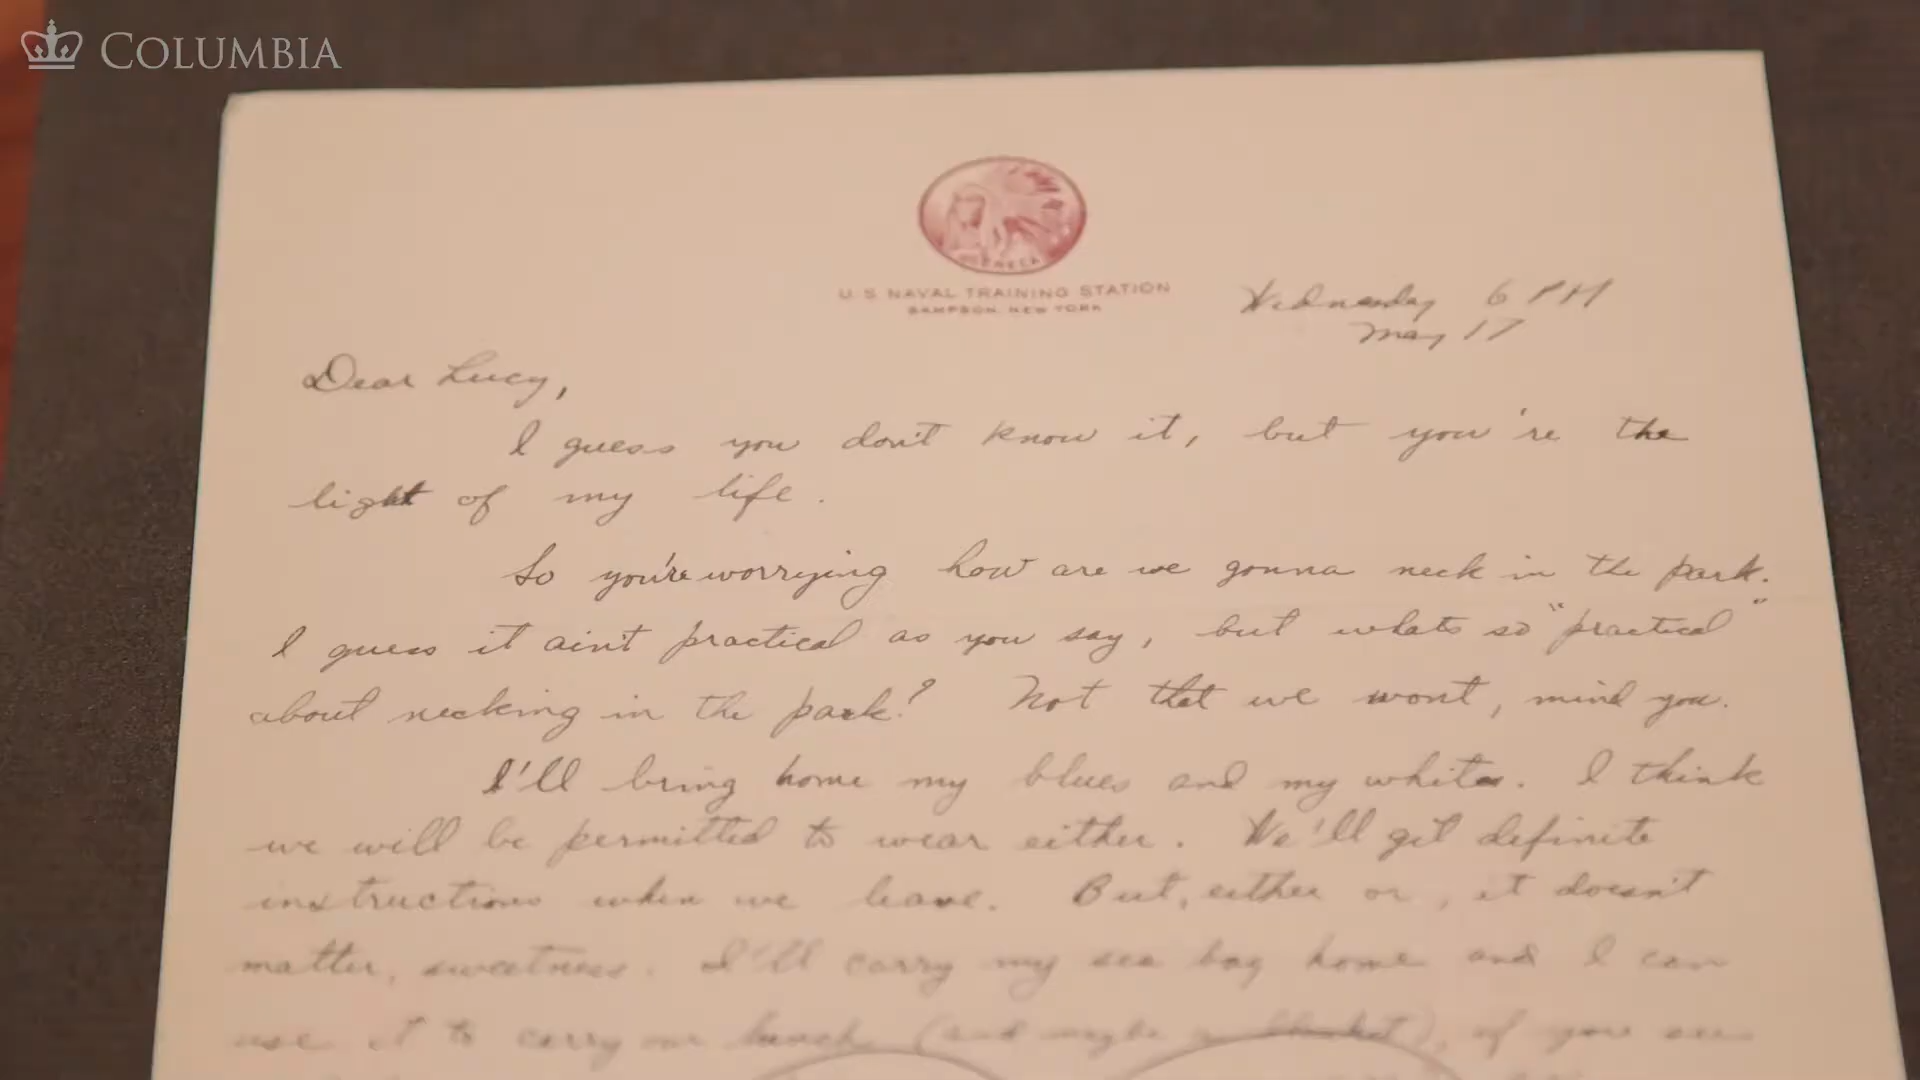 COLUMBIA
SENECA
U.S. NAVAL TRAINING STATION
SAMPSON, NEW YORK
Wednesday 6 PM
May 17
Dear Lucy,
I guess you don't know it, but you're the
light of my life.
So you're worrying how are we gonna neck in the park.
I guess it ain't practical as you say, but whats so "practical"
about necking in the park? Not that we wont, mind you.
I'll bring home my blues and my whites. I think
we will be permitted to wear either. We'll get definite
instructions when we leave. But, either or, it doesn't
matter, sweetness. I'll carry my sea bag home and I can
use it to carry our lunch (and maybe a blanket), if you see